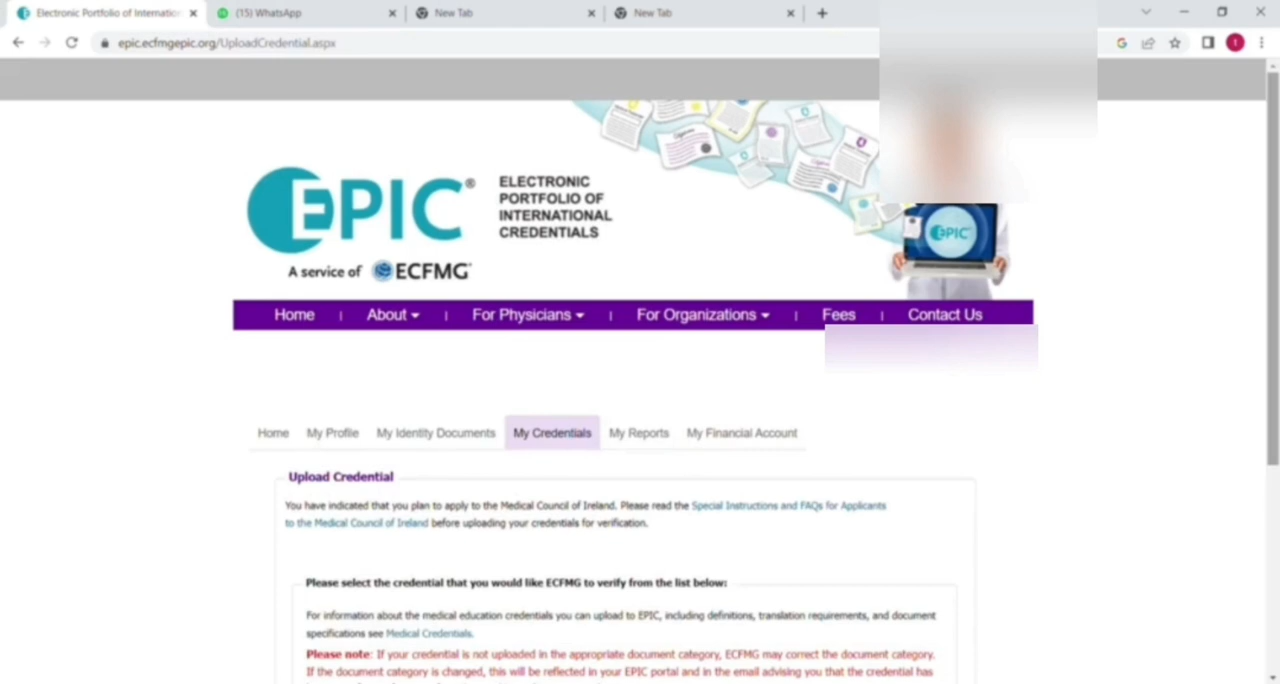 Electronic Portfolio of Internation
(15) WhatsApp
New Tab
New Tab
epic.ecfmgepic.org/UploadCredential.aspx
EPIC®
ELECTRONIC
PORTFOLIO OF
INTERNATIONAL
CREDENTIALS
A service of ECFMG
EPIC
Home | About | For Physicians | For Organizations | Fees | Contact Us
Home My Profile My Identity Documents My Credentials My Reports My Financial Account
Upload Credential
You have indicated that you plan to apply to the Medical Council of Ireland. Please read the Special Instructions and FAQs for Applicants
to the Medical Council of Ireland before uploading your credentials for verification.
Please select the credential that you would like ECFMG to verify from the list below:
For information about the medical education credentials you can upload to EPIC, including definitions, translation requirements, and document
specifications see Medical Credentials.
Please note: If your credential is not uploaded in the appropriate document category, ECFMG may correct the document category.
If the document category is changed, this will be reflected in your EPIC portal and in the email advising you that the credential has